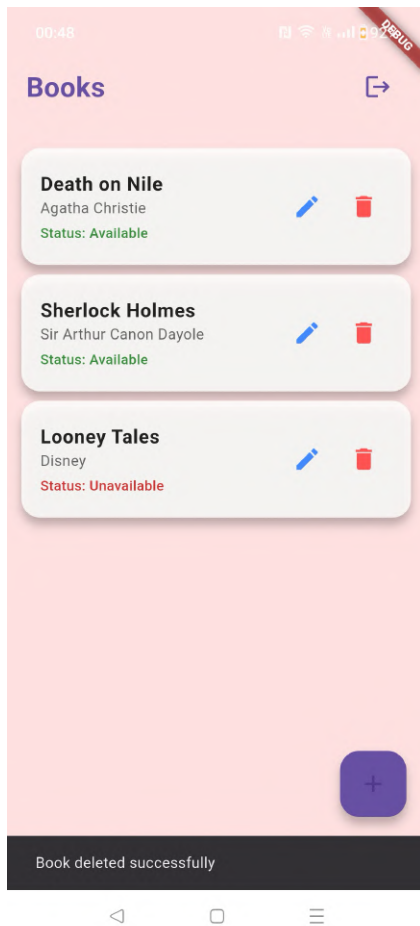 00:48
92%
DEBUG
Books
Death on Nile
Agatha Christie
Status: Available
Sherlock Holmes
Sir Arthur Canon Dayole
Status: Available
Looney Tales
Disney
Status: Unavailable
+
Book deleted successfully